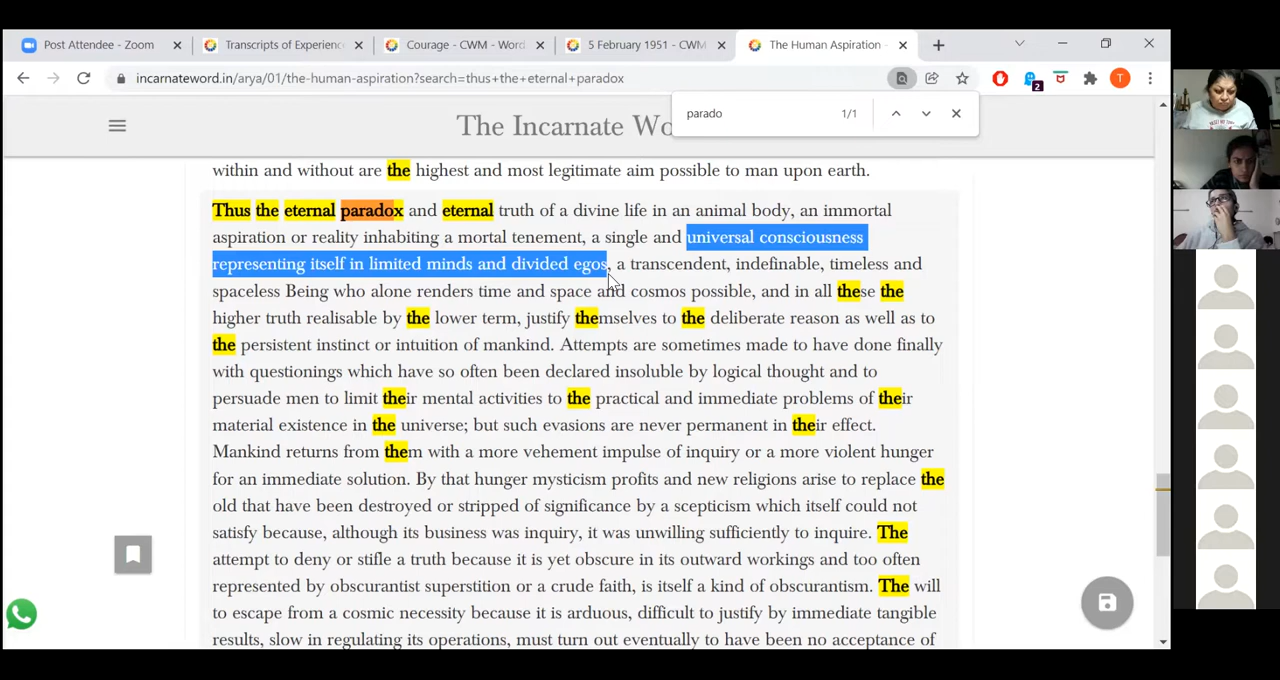 Post Attendee - Zoom
Transcripts of Experienc
Courage - CWM - Word
5 February 1951 - CWM
The Human Aspiration -
incarnateword.in/arya/01/the-human-aspiration?search=thus+the+eternal+paradox
2
T
parado
1/1
The Incarnate Wo
within and without are the highest and most legitimate aim possible to man upon earth.
Thus the eternal paradox and eternal truth of a divine life in an animal body, an immortal
aspiration or reality inhabiting a mortal tenement, a single and universal consciousness
representing itself in limited minds and divided egos, a transcendent, indefinable, timeless and
spaceless Being who alone renders time and space and cosmos possible, and in all these the
higher truth realisable by the lower term, justify themselves to the deliberate reason as well as to
the persistent instinct or intuition of mankind. Attempts are sometimes made to have done finally
with questionings which have so often been declared insoluble by logical thought and to
persuade men to limit their mental activities to the practical and immediate problems of their
material existence in the universe; but such evasions are never permanent in their effect.
Mankind returns from them with a more vehement impulse of inquiry or a more violent hunger
for an immediate solution. By that hunger mysticism profits and new religions arise to replace the
old that have been destroyed or stripped of significance by a scepticism which itself could not
satisfy because, although its business was inquiry, it was unwilling sufficiently to inquire. The
attempt to deny or stifle a truth because it is yet obscure in its outward workings and too often
represented by obscurantist superstition or a crude faith, is itself a kind of obscurantism. The will
to escape from a cosmic necessity because it is arduous, difficult to justify by immediate tangible
results, slow in regulating its operations, must turn out eventually to have been no acceptance of